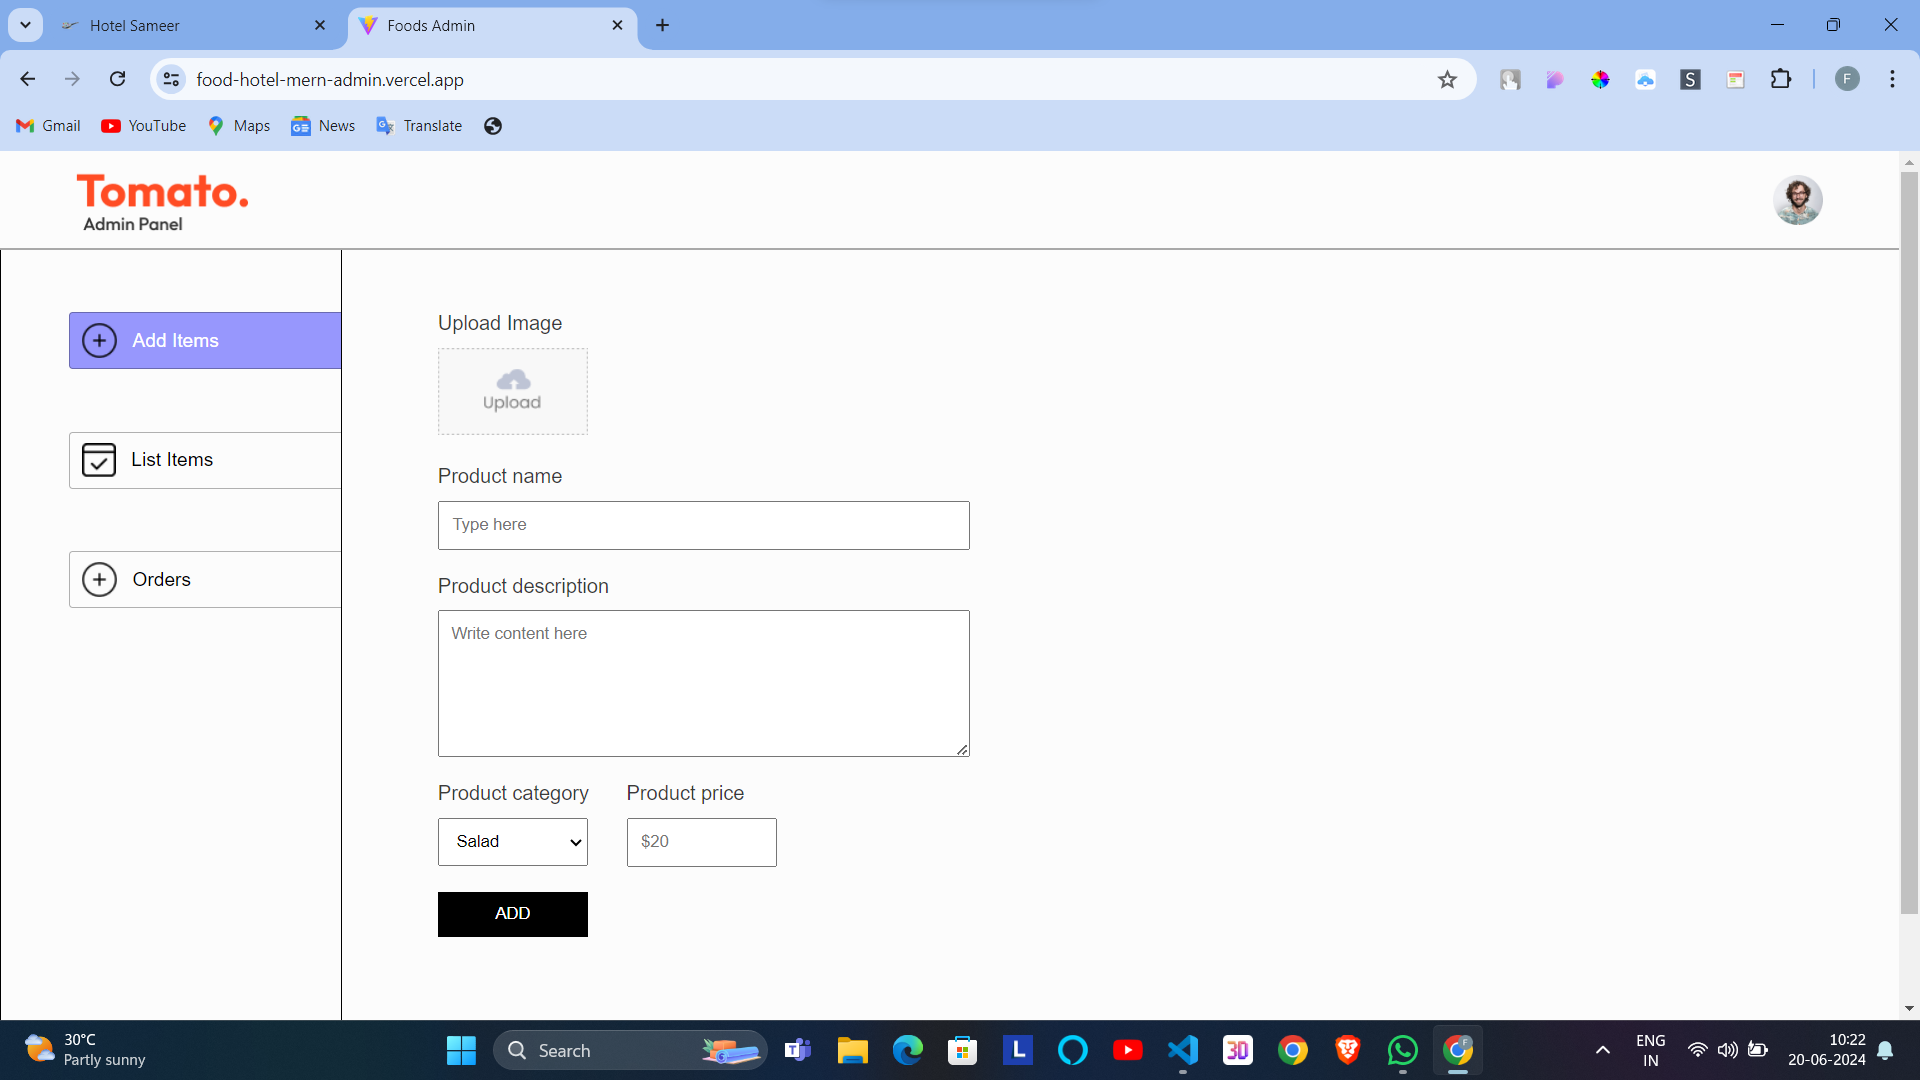 Hotel Sameer
Foods Admin
food-hotel-mern-admin.vercel.app
F
Gmail
YouTube
Maps
News
Translate
Tomato.
Admin Panel
Add Items
List Items
Orders
Upload Image
Upload
Product name
Type here
Product description
Write content here
Product category
Product price
Salad
$20
ADD
30°C
Partly sunny
Search
ENG
IN
10:22
20-06-2024